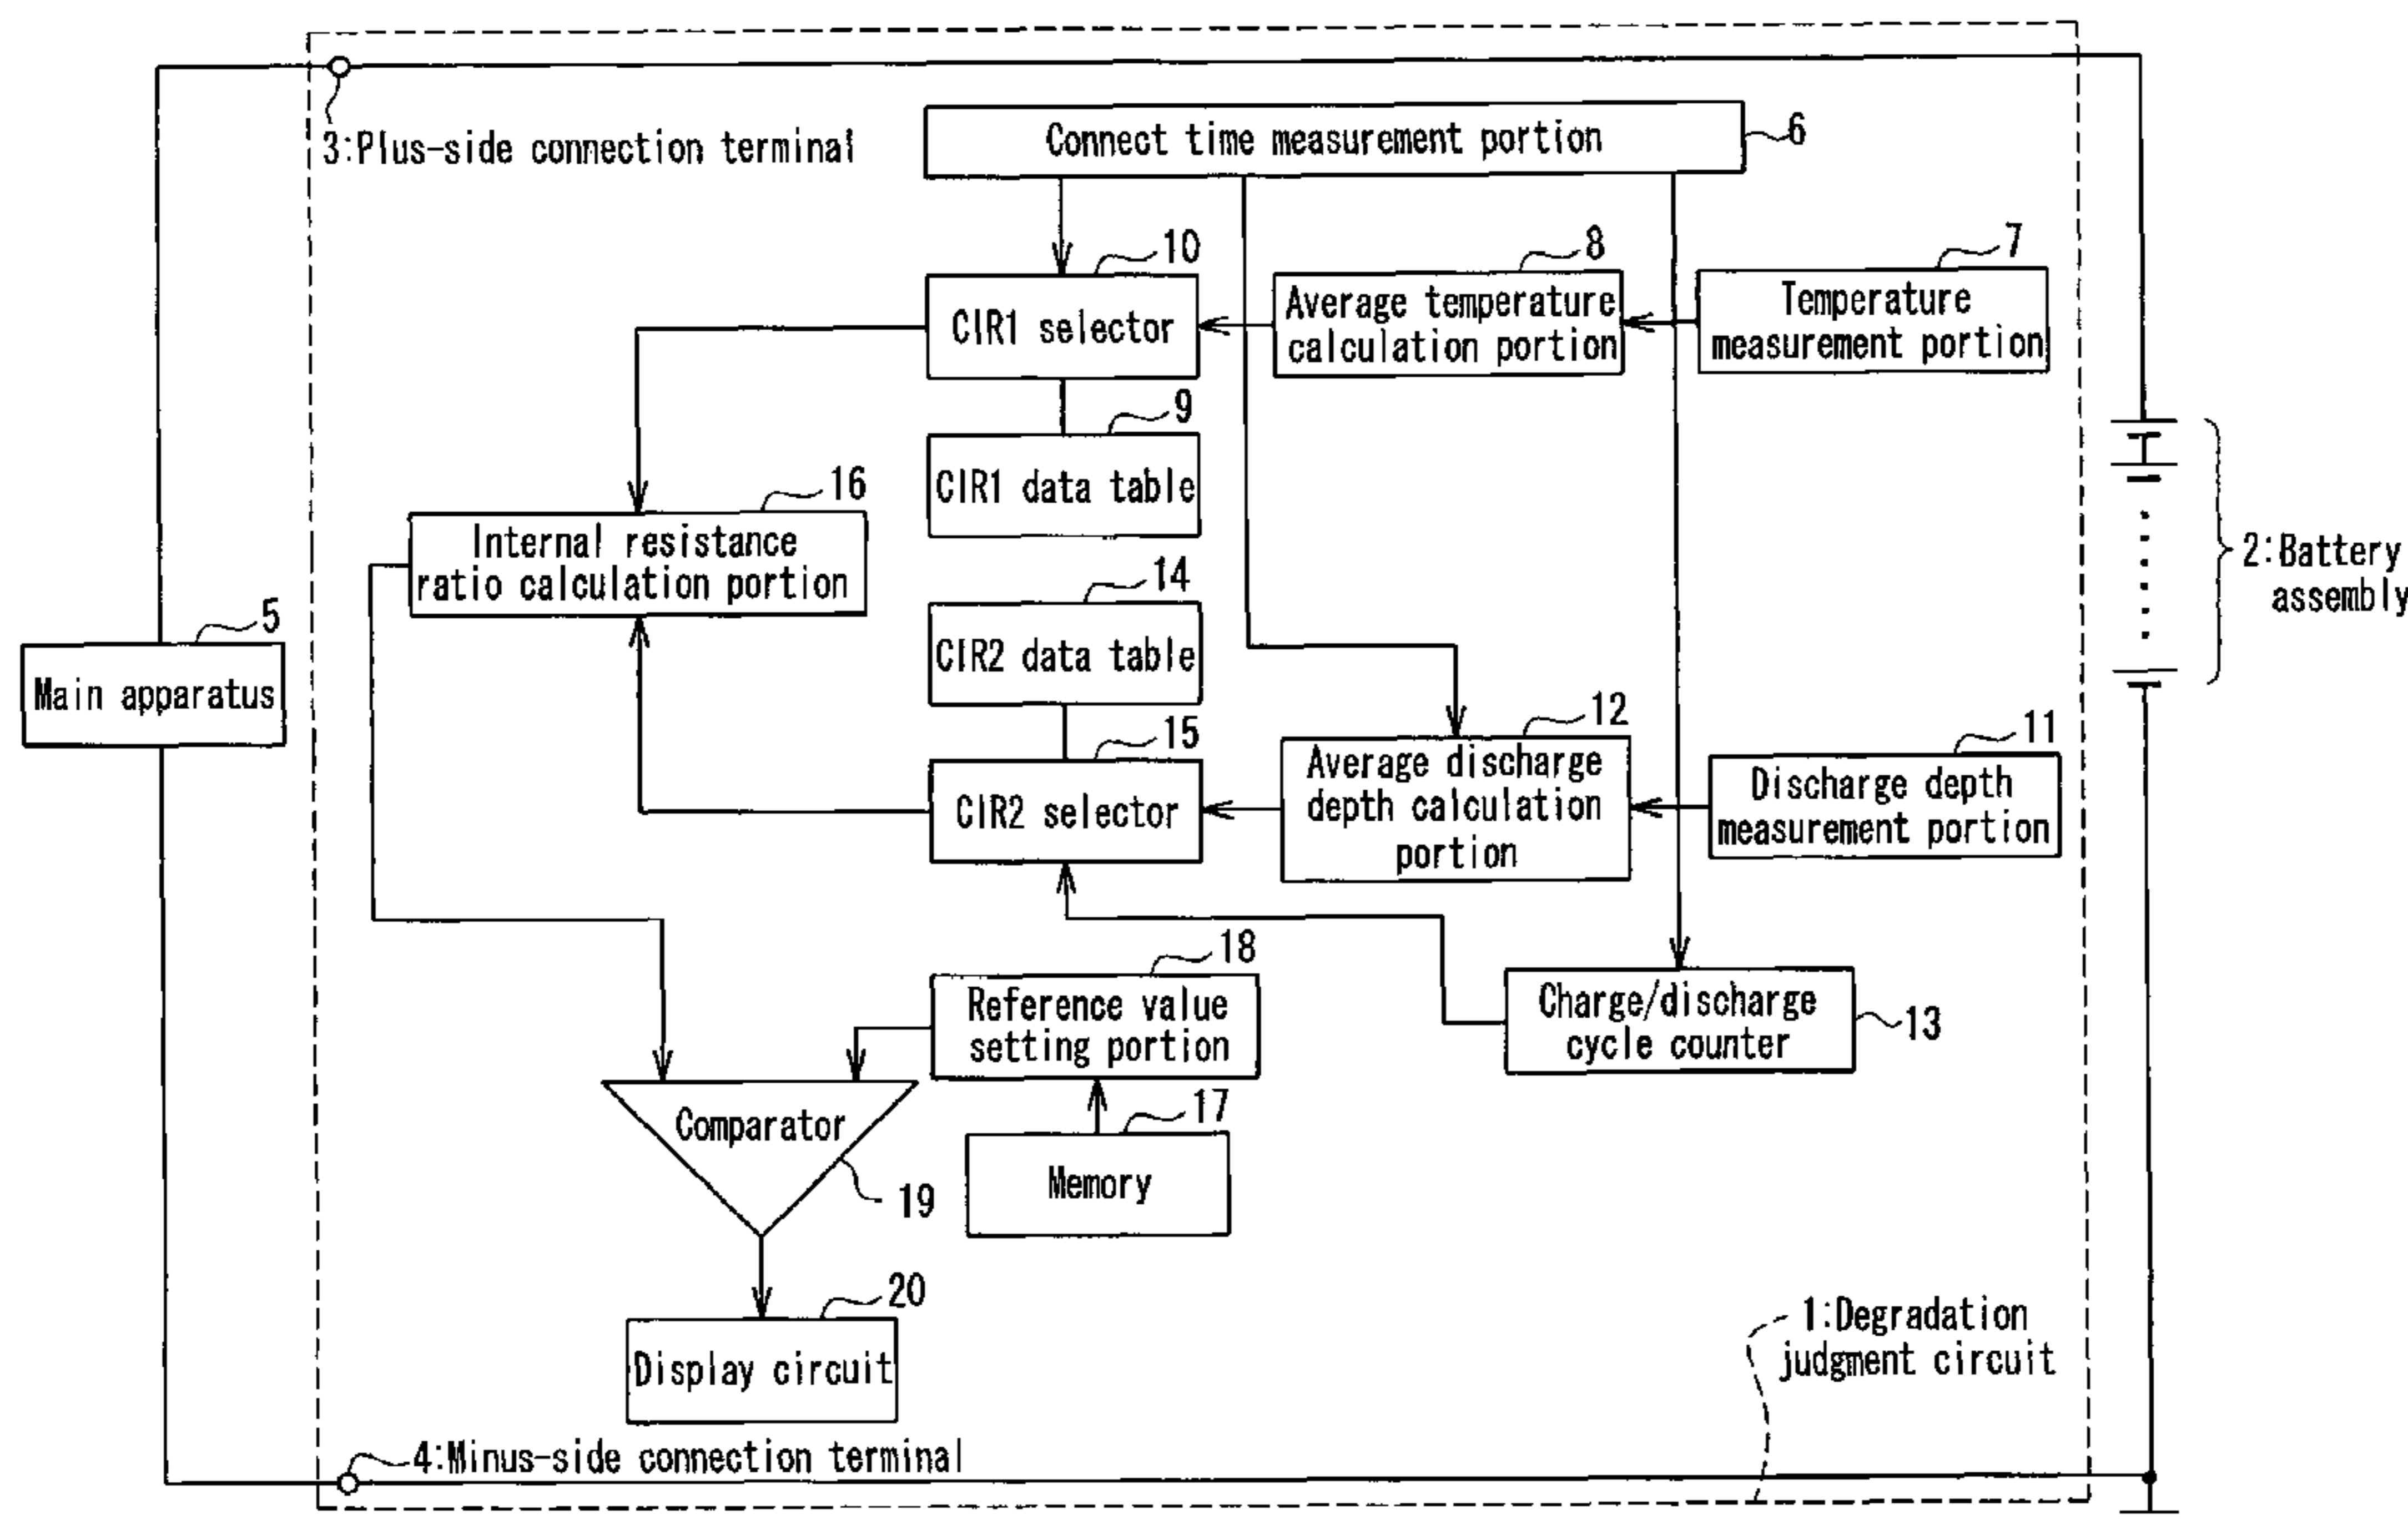 3:Plus-side connection terminal
Connect time measurement portion
6
10
CIR1 selector
8
Average temperature
calculation portion
7
Temperature
measurement portion
9
CIR1 data table
16
Internal resistance
ratio calculation portion
14
CIR2 data table
2:Battery
assembly
5
Main apparatus
15
CIR2 selector
12
Average discharge
depth calculation
portion
11
Discharge depth
measurement portion
18
Reference value
setting portion
Charge/discharge
cycle counter
13
Comparator
19
17
Memory
20
Display circuit
1:Degradation
judgment circuit
4:Minus-side connection terminal